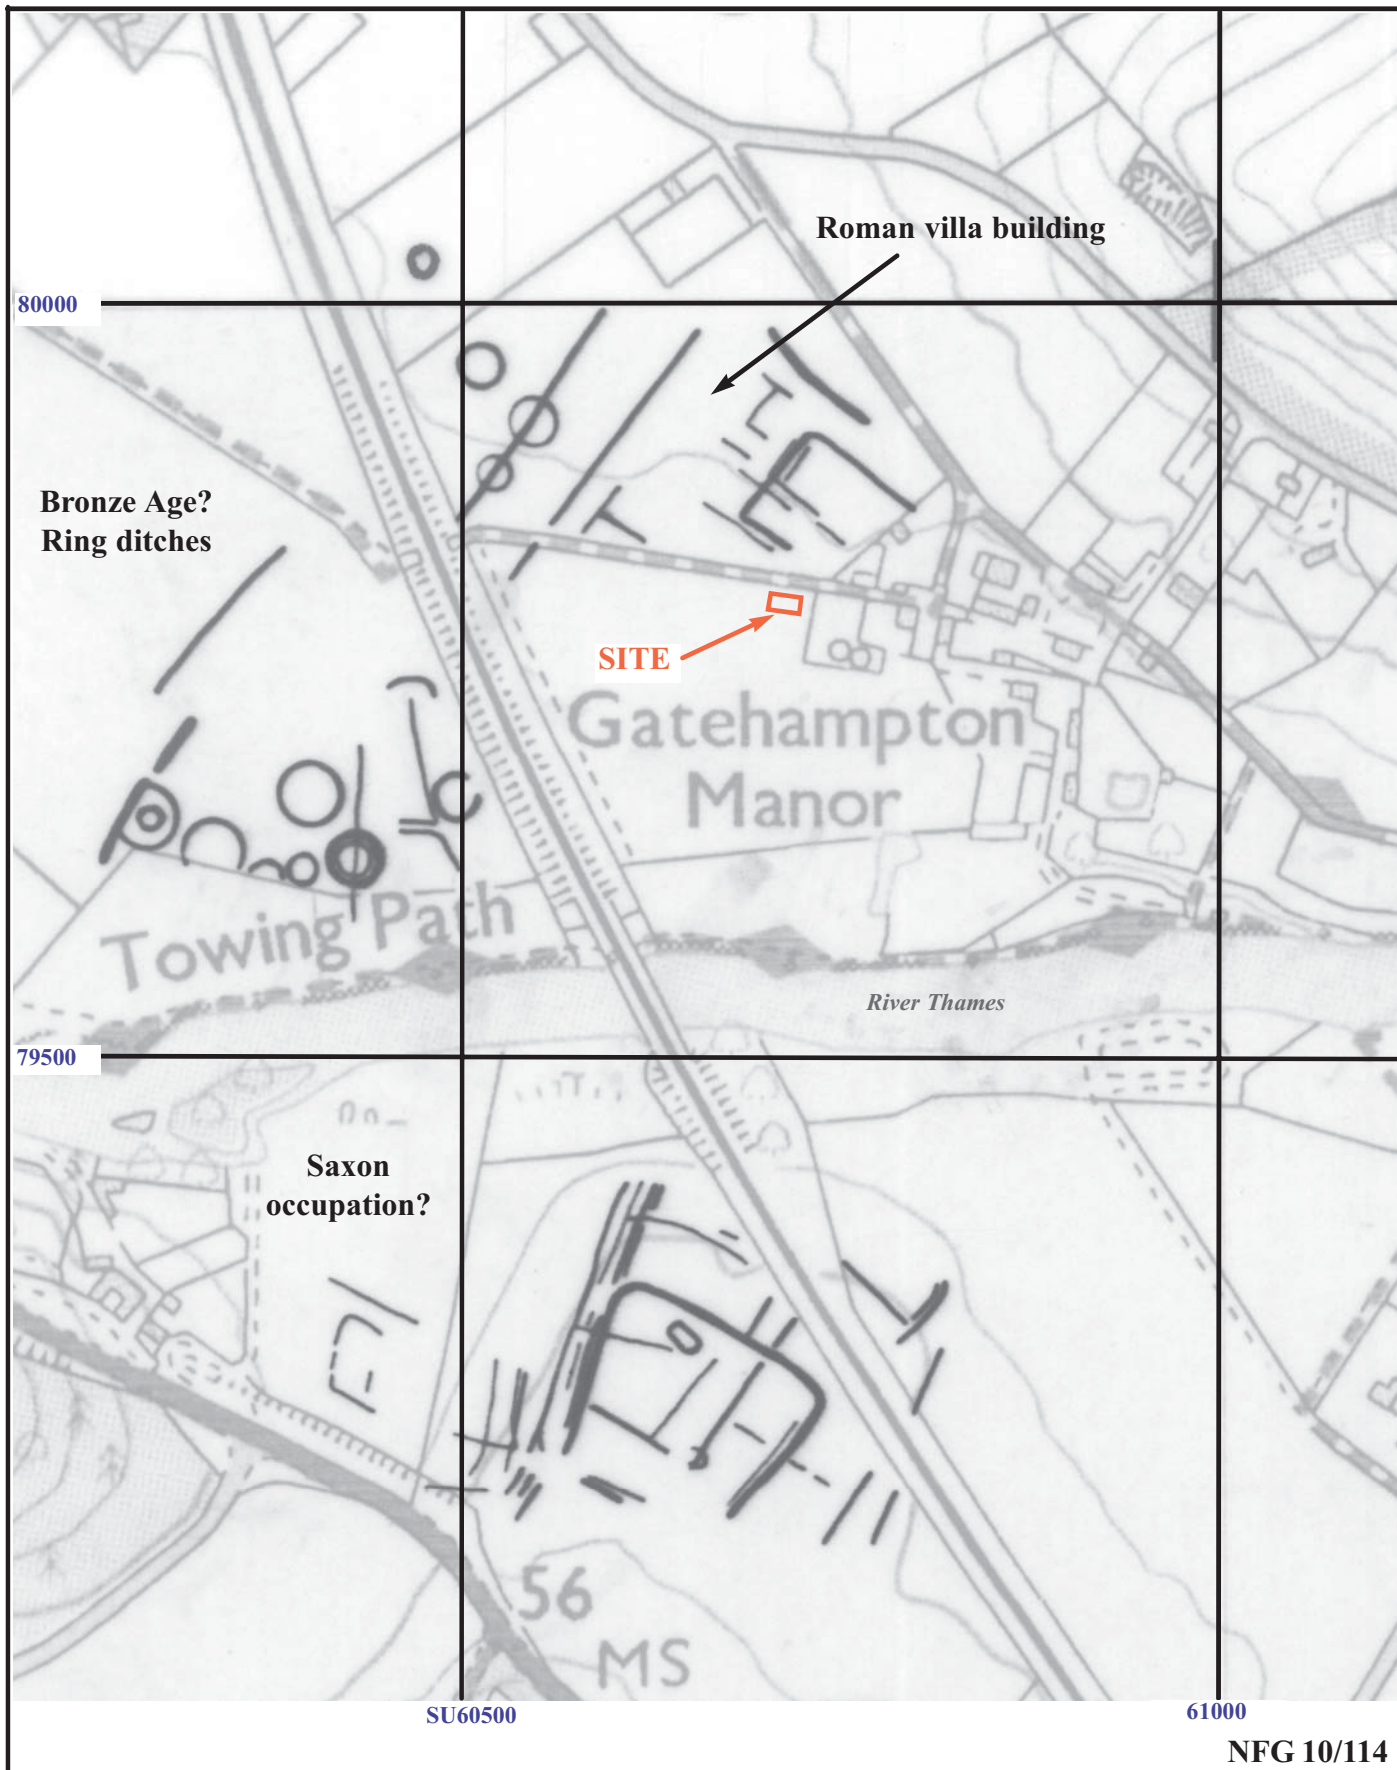 Roman villa building
80000
Bronze Age?
Ring ditches
SITE
Gatehampton
Manor
Towing Path
River Thames
79500
Saxon
occupation?
56
MS
SU60500
61000
NFG 10/114